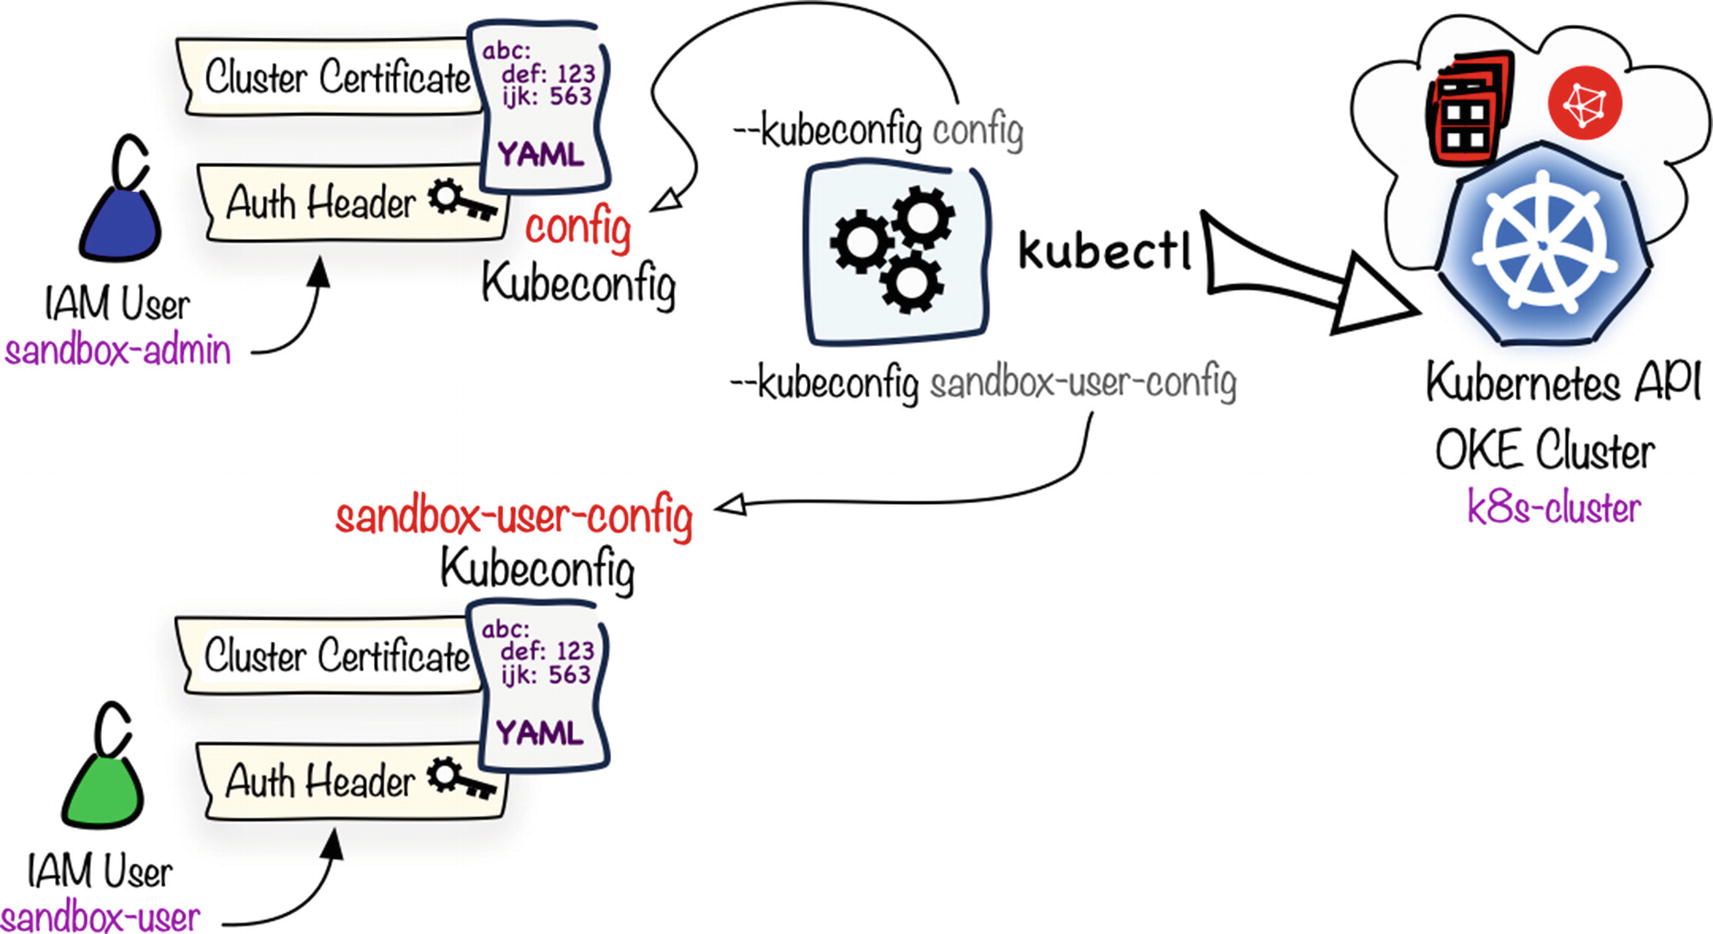 Cluster Certificate
abc:
def: 123
ijk: 563
YAML
Auth Header
config
Kubeconfig
IAM User
sandbox-admin
--kubeconfig config
kubectl
--kubeconfig sandbox-user-config
Kubernetes API
OKE Cluster
k8s-cluster
sandbox-user-config
Kubeconfig
Cluster Certificate
abc:
def: 123
ijk: 563
YAML
Auth Header
IAM User
sandbox-user